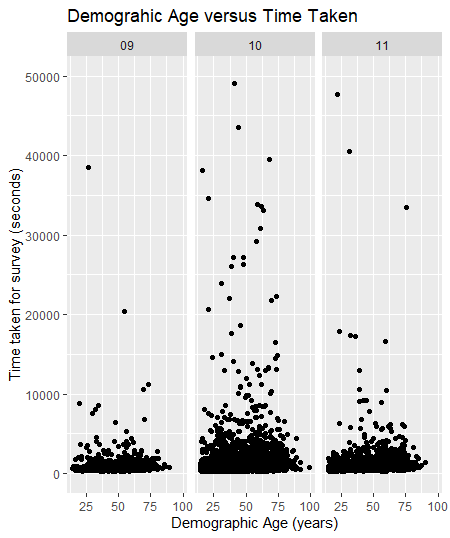 Demograhic Age versus Time Taken
09 10 11
50000
40000
30000
20000
10000
0
Time taken for survey (seconds)
25 50 75 100 25 50 75 100 25 50 75 100
Demographic Age (years)